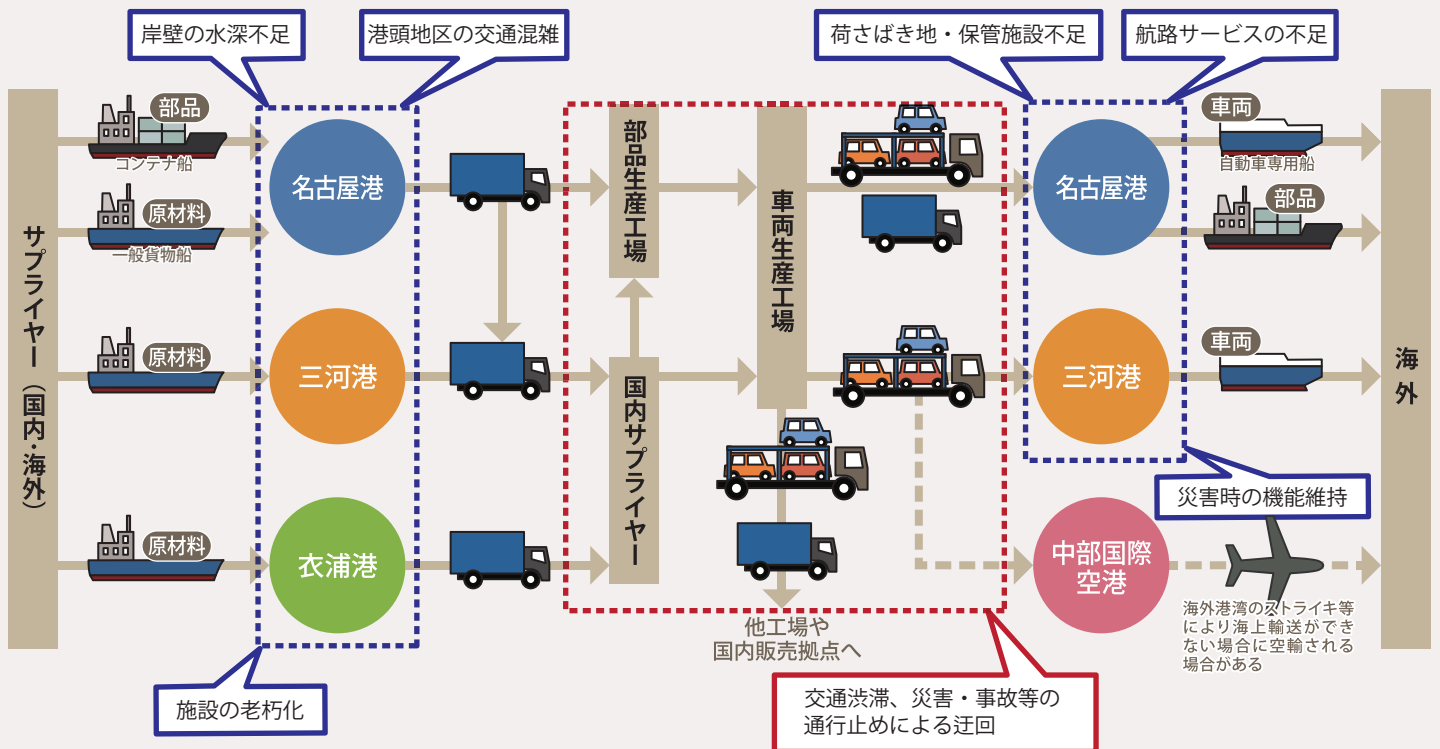 岸壁の水深不足
港頭地区の交通混雑
荷さばき地・保管施設不足
航路サービスの不足
サプライヤー（国内・海外）
部品
コンテナ船
原材料
一般貨物船
原材料
原材料
名古屋港
三河港
衣浦港
部品生産工場
国内サプライヤー
車両生産工場
他工場や
国内販売拠点へ
名古屋港
三河港
中部国際
空港
車両
自動車専用船
部品
車両
海外
災害時の機能維持
海外港湾のストライキ等
により海上輸送ができ
ない場合に空輸される
場合がある
施設の老朽化
交通渋滞、災害・事故等の
通行止めによる迂回